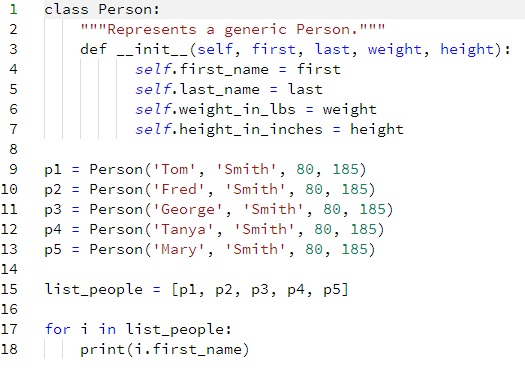 1 class Person:
2     """Represents a generic Person."""
3     def __init__(self, first, last, weight, height):
4           self.first_name = first
5           self.last_name = last
6           self.weight_in_lbs = weight
7           self.height_in_inches = height
8
9 p1 = Person('Tom', 'Smith', 80, 185)
10 p2 = Person('Fred', 'Smith', 80, 185)
11 p3 = Person('George', 'Smith', 80, 185)
12 p4 = Person('Tanya', 'Smith', 80, 185)
13 p5 = Person('Mary', 'Smith', 80, 185)
14
15 list_people = [p1, p2, p3, p4, p5]
16
17 for i in list_people:
18     print(i.first_name)